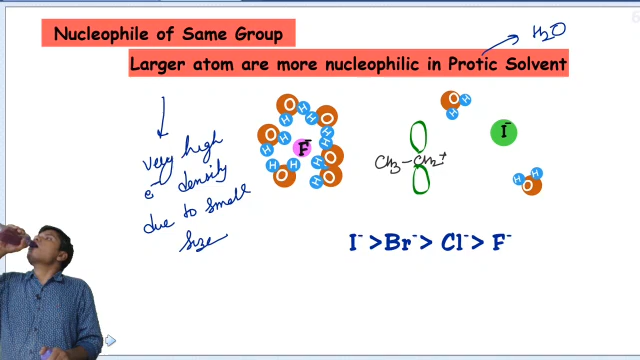 Nucleophile of Same Group
H₂O
Larger atom are more nucleophilic in Protic Solvent
very high
e⁻ density
due to small
size
O H H O H H O H H O H H O H H O H
F⁻
CH₃-CH₂⁺
O H H
I⁻
H H O
I⁻ > Br⁻ > Cl⁻ > F⁻